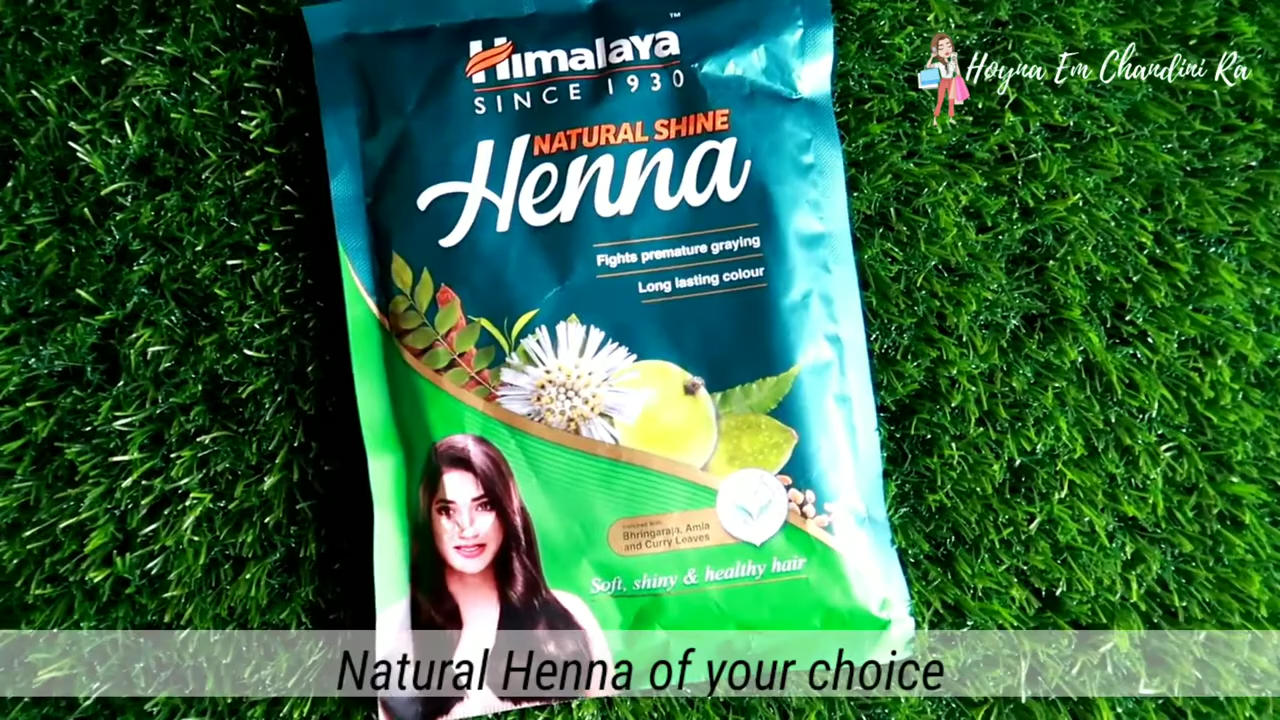 Himalaya
™
SINCE 1930
NATURAL SHINE
Henna
Fights premature graying
Long lasting colour
Enriched With
Bhringaraja, Amla
and Curry Leaves
Soft, shiny & healthy hair
Hoyna Em Chandini Ra
Natural Henna of your choice